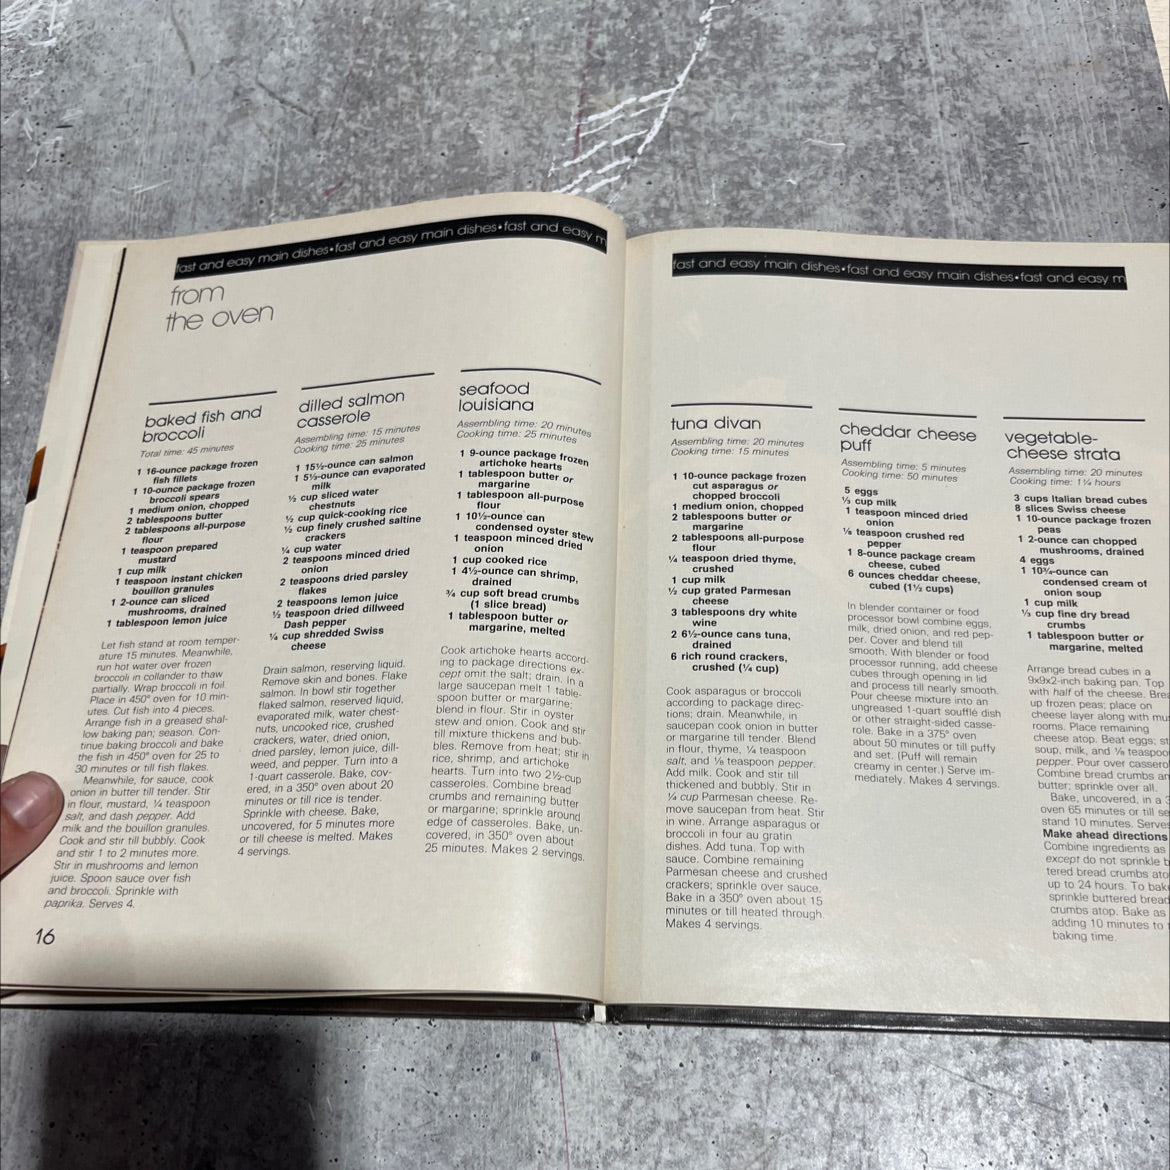 fast and easy main dishes•fast and easy main dishes•fast and easy m
from
the oven
baked fish and
broccoli
Total time: 45 minutes
1 16-ounce package frozen
fish fillets
1 10-ounce package frozen
broccoli spears
1 medium onion, chopped
2 tablespoons butter
2 tablespoons all-purpose
flour
1 teaspoon prepared
mustard
1 cup milk
1 teaspoon instant chicken
bouillon granules
1 2-ounce can sliced
mushrooms, drained
1 tablespoon lemon juice
Let fish stand at room temper-
ature 15 minutes. Meanwhile,
run hot water over frozen
broccoli in collander to thaw
partially. Wrap broccoli in foil.
Place in 450° oven for 10 min-
utes. Cut fish into 4 pieces.
Arrange fish in a greased shal-
low baking pan; season. Con-
tinue baking broccoli and bake
the fish in 450° oven for 25 to
30 minutes or till fish flakes.
Meanwhile, for sauce, cook
onion in butter till tender. Stir
in flour, mustard, ¼ teaspoon
salt, and dash pepper. Add
milk and the bouillon granules.
Cook and stir till bubbly. Cook
and stir 1 to 2 minutes more.
Stir in mushrooms and lemon
juice. Spoon sauce over fish
and broccoli. Sprinkle with
paprika. Serves 4.
16
dilled salmon
casserole
Assembling time: 15 minutes
Cooking time: 25 minutes
1 15½-ounce can salmon
1 5½-ounce can evaporated
milk
½ cup sliced water
chestnuts
½ cup quick-cooking rice
½ cup finely crushed saltine
crackers
¼ cup water
2 teaspoons minced dried
onion
2 teaspoons dried parsley
flakes
2 teaspoons lemon juice
½ teaspoon dried dillweed
Dash pepper
¼ cup shredded Swiss
cheese
Drain salmon, reserving liquid.
Remove skin and bones. Flake
salmon. In bowl stir together
flaked salmon, reserved liquid,
evaporated milk, water chest-
nuts, uncooked rice, crushed
crackers, water, dried onion,
dried parsley, lemon juice, dill-
weed, and pepper. Turn into a
1-quart casserole. Bake, cov-
ered, in a 350° oven about 20
minutes or till rice is tender.
Sprinkle with cheese. Bake,
uncovered, for 5 minutes more
or till cheese is melted. Makes
4 servings.
seafood
louisiana
Assembling time: 20 minutes
Cooking time: 25 minutes
1 9-ounce package frozen
artichoke hearts
1 tablespoon butter or
margarine
1 tablespoon all-purpose
flour
1 10½-ounce can
condensed oyster stew
1 teaspoon minced dried
onion
1 cup cooked rice
1 4½-ounce can shrimp,
drained
¾ cup soft bread crumbs
(1 slice bread)
1 tablespoon butter or
margarine, melted
Cook artichoke hearts accord-
ing to package directions ex-
cept omit the salt; drain. In a
large saucepan melt 1 table-
spoon butter or margarine;
blend in flour. Stir in oyster
stew and onion. Cook and stir
till mixture thickens and bub-
bles. Remove from heat; stir in
rice, shrimp, and artichoke
hearts. Turn into two 2½-cup
casseroles. Combine bread
crumbs and remaining butter
or margarine; sprinkle around
edge of casseroles. Bake, un-
covered, in 350° oven about
25 minutes. Makes 2 servings.
fast and easy main dishes•fast and easy main dishes•fast and easy m
tuna divan
Assembling time: 20 minutes
Cooking time: 15 minutes
1 10-ounce package frozen
cut asparagus or
chopped broccoli
1 medium onion, chopped
2 tablespoons butter or
margarine
2 tablespoons all-purpose
flour
¼ teaspoon dried thyme,
crushed
1 cup milk
½ cup grated Parmesan
cheese
3 tablespoons dry white
wine
2 6½-ounce cans tuna,
drained
6 rich round crackers,
crushed (¼ cup)
Cook asparagus or broccoli
according to package direc-
tions; drain. Meanwhile, in
saucepan cook onion in butter
or margarine till tender. Blend
in flour, thyme, ¼ teaspoon
salt, and ⅛ teaspoon pepper.
Add milk. Cook and stir till
thickened and bubbly. Stir in
¼ cup Parmesan cheese. Re-
move saucepan from heat. Stir
in wine. Arrange asparagus or
broccoli in four au gratin
dishes. Add tuna. Top with
sauce. Combine remaining
Parmesan cheese and crushed
crackers; sprinkle over sauce.
Bake in a 350° oven about 15
minutes or till heated through.
Makes 4 servings.
cheddar cheese
puff
Assembling time: 5 minutes
Cooking time: 50 minutes
5 eggs
⅓ cup milk
1 teaspoon minced dried
onion
⅛ teaspoon crushed red
pepper
1 8-ounce package cream
cheese, cubed
6 ounces cheddar cheese,
cubed (1½ cups)
In blender container or food
processor bowl combine eggs,
milk, dried onion, and red pep-
per. Cover and blend till
smooth. With blender or food
processor running, add cheese
cubes through opening in lid
and process till nearly smooth.
Pour cheese mixture into an
ungreased 1-quart soufflé dish
or other straight-sided casse-
role. Bake in a 375° oven
about 50 minutes or till puffy
and set. (Puff will remain
creamy in center.) Serve im-
mediately. Makes 4 servings.
vegetable-
cheese strata
Assembling time: 20 minutes
Cooking time: 1¼ hours
3 cups Italian bread cubes
8 slices Swiss cheese
1 10-ounce package frozen
peas
1 2-ounce can chopped
mushrooms, drained
4 eggs
1 10¾-ounce can
condensed cream of
onion soup
1 cup milk
⅓ cup fine dry bread
crumbs
1 tablespoon butter or
margarine, melted
Arrange bread cubes in a
9x9x2-inch baking pan. Top
with half of the cheese. Brea
up frozen peas; place on
cheese layer along with mu
rooms. Place remaining
cheese atop. Beat eggs; st
soup, milk, and ⅛ teaspoo
pepper. Pour over cassero
Combine bread crumbs an
butter; sprinkle over all.
Bake, uncovered, in a 3
oven 65 minutes or till se
stand 10 minutes. Serves
Make ahead directions
Combine ingredients as
except do not sprinkle b
tered bread crumbs ato
up to 24 hours. To bak
sprinkle buttered bread
crumbs atop. Bake as
adding 10 minutes to
baking time.